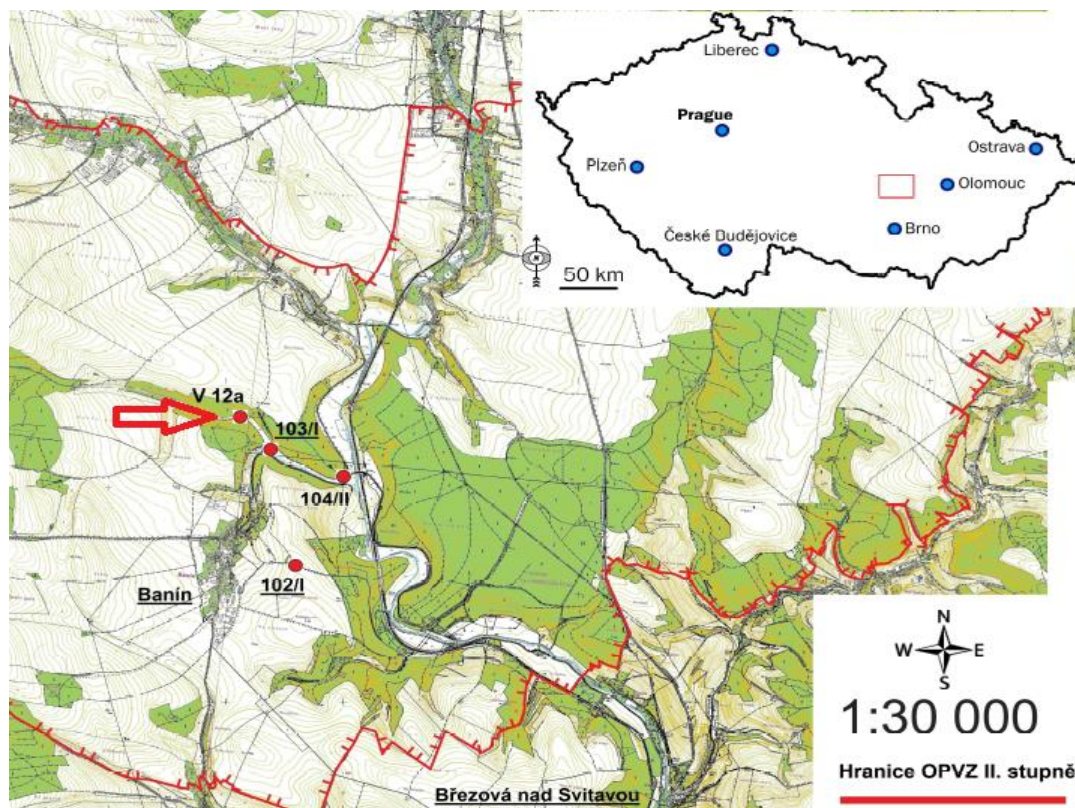 Liberec
Prague
Ostrava
Plzeň
Olomouc
Brno
České Dudějovice
50 km
V 12a
103/I
104/II
102/I
Banín
N
W E
S
1:30 000
Hranice OPVZ II. stupně
Březová nad Svitavou